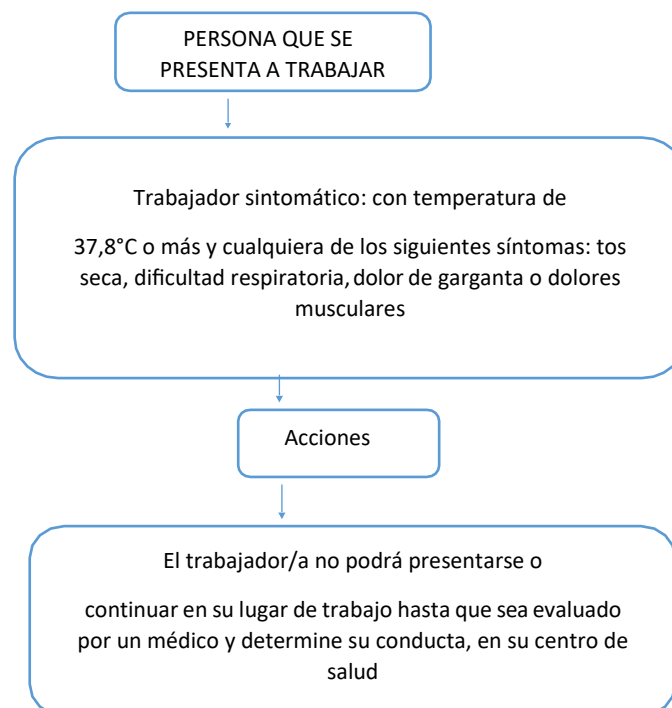 PERSONA QUE SE
PRESENTA A TRABAJAR
Trabajador sintomático: con temperatura de
37,8°C o más y cualquiera de los siguientes síntomas: tos
seca, dificultad respiratoria, dolor de garganta o dolores
musculares
Acciones
El trabajador/a no podrá presentarse o
continuar en su lugar de trabajo hasta que sea evaluado
por un médico y determine su conducta, en su centro de
salud